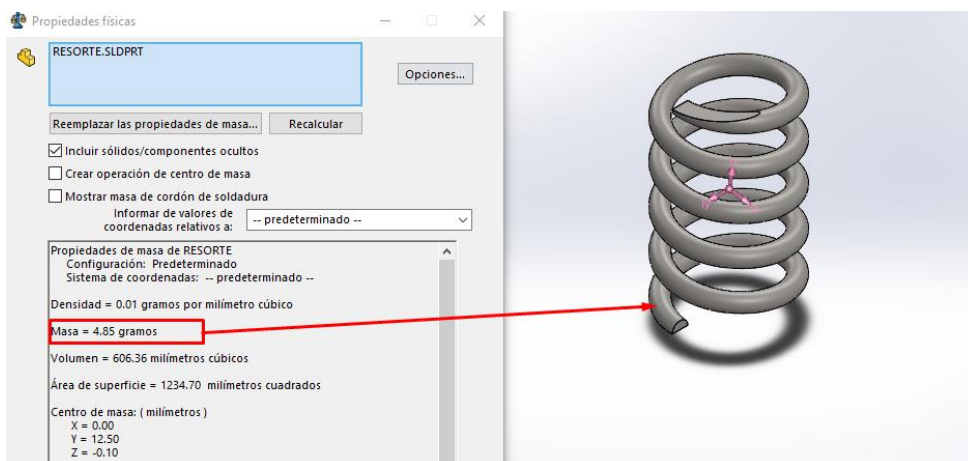 Propiedades físicas
RESORTE.SLDPRT
Opciones...
Reemplazar las propiedades de masa...
Recalcular
Incluir sólidos/componentes ocultos
Crear operación de centro de masa
Mostrar masa de cordón de soldadura
Informar de valores de
coordenadas relativos a:
-- predeterminado --
Propiedades de masa de RESORTE
Configuración: Predeterminado
Sistema de coordenadas: -- predeterminado --
Densidad = 0.01 gramos por milímetro cúbico
Masa = 4.85 gramos
Volumen = 606.36 milímetros cúbicos
Área de superficie = 1234.70 milímetros cuadrados
Centro de masa: ( milímetros )
X = 0.00
Y = 12.50
Z = -0.10